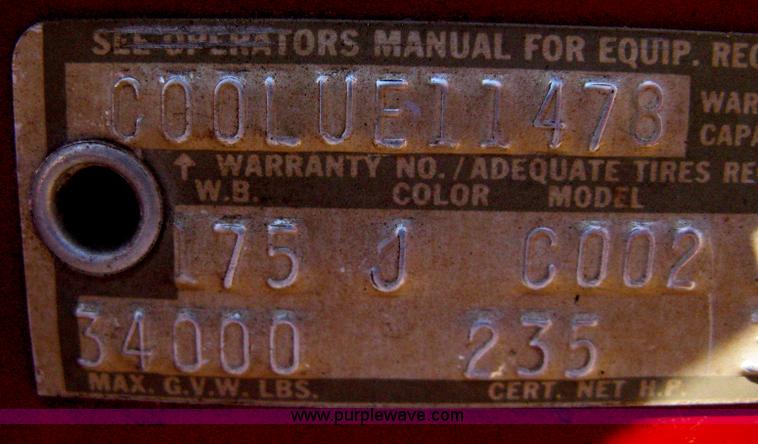 SEE OPERATORS MANUAL FOR EQUIP. REC
C00LUE11478
WAR
CAPA
↑ WARRANTY NO. / ADEQUATE TIRES RE
W.B. COLOR MODEL
175 J C002
34000 235
MAX. G.V.W. LBS. CERT. NET H.P.
www.purplewave.com